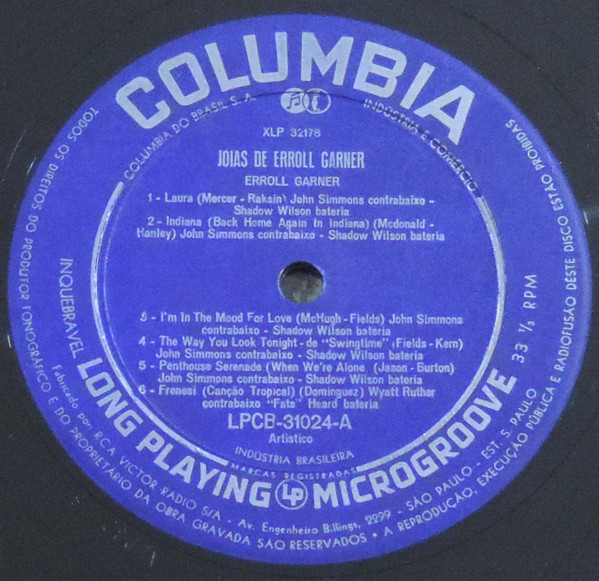 COLUMBIA
COLUMBIA DO BRASIL S. A.
INDÚSTRIA E COMÉRCIO
XLP 32178
JOIAS DE ERROLL GARNER
ERROLL GARNER
1 - Laura (Mercer - Raksin) John Simmons contrabaixo -
Shadow Wilson bateria
2 - Indiana (Back Home Again In Indiana) (Mcdonald -
Hanley) John Simmons contrabaixo - Shadow Wilson bateria
3 - I'm In The Mood For Love (McHugh - Fields) John Simmons
contrabaixo - Shadow Wilson bateria
4 - The Way You Look Tonight - de "Swingtime" (Fields - Kern)
John Simmons contrabaixo - Shadow Wilson bateria
5 - Penthouse Serenade (When We're Alone (Jason - Burton)
John Simmons contrabaixo - Shadow Wilson bateria
6 - Frenesi (Canção Tropical) (Dominguez) Wyatt Ruther
contrabaixo "Fats" Heard bateria
LPCB-31024-A
Artistico
INDÚSTRIA BRASILEIRA
MARCAS REGISTRADAS
INQUEBRÁVEL
33 ⅓ RPM
LONG PLAYING LP MICROGROOVE
Fabricado por RCA VICTOR RADIO S/A - Av. Engenheiro Billings, 2299 - SÃO PAULO - EST. S. PAULO
TODOS OS DIREITOS DO PRODUTOR FONOGRÁFICO E DO PROPRIETÁRIO DA OBRA GRAVADA SÃO RESERVADOS • A REPRODUÇÃO, EXECUÇÃO PÚBLICA E RADIOFUSÃO DÊSTE DISCO ESTÃO PROIBIDAS